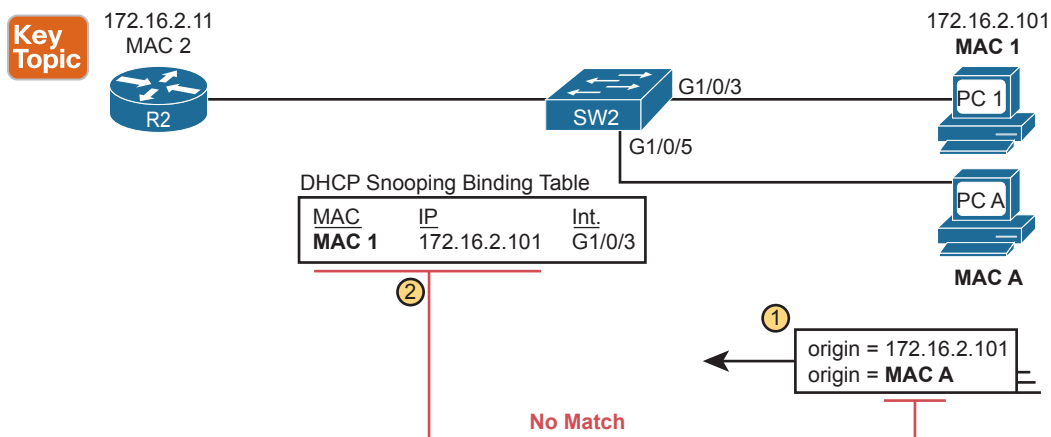 Key
Topic
172.16.2.11
MAC 2
R2
SW2
G1/0/3
G1/0/5
172.16.2.101
MAC 1
PC 1
PC A
MAC A
DHCP Snooping Binding Table
MAC IP Int.
MAC 1 172.16.2.101 G1/0/3
2
1
origin = 172.16.2.101
origin = MAC A
No Match